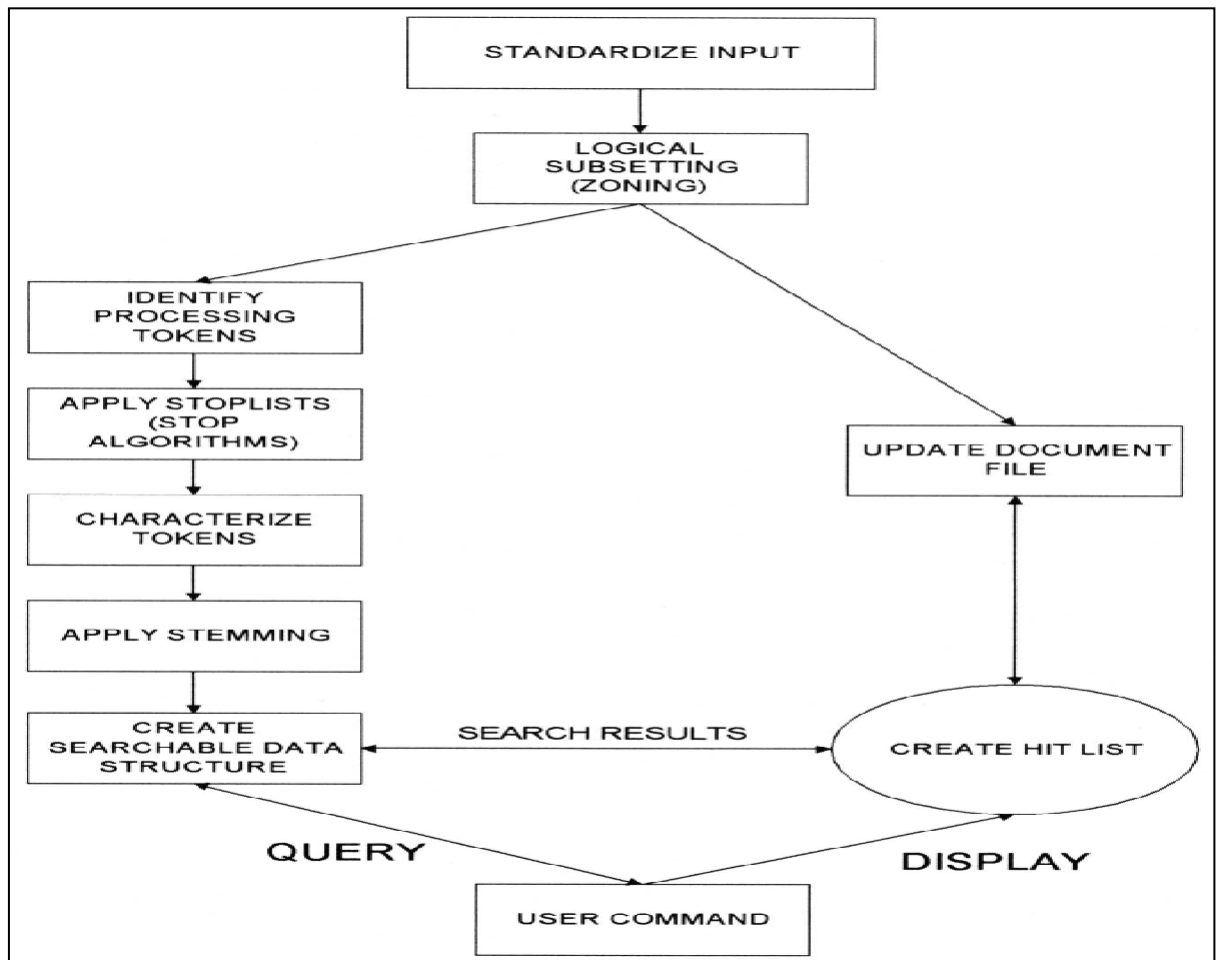 STANDARDIZE INPUT
LOGICAL
SUBSETTING
(ZONING)
IDENTIFY
PROCESSING
TOKENS
APPLY STOPLISTS
(STOP
ALGORITHMS)
UPDATE DOCUMENT
FILE
CHARACTERIZE
TOKENS
APPLY STEMMING
CREATE
SEARCHABLE DATA
STRUCTURE
SEARCH RESULTS
CREATE HIT LIST
QUERY
DISPLAY
USER COMMAND